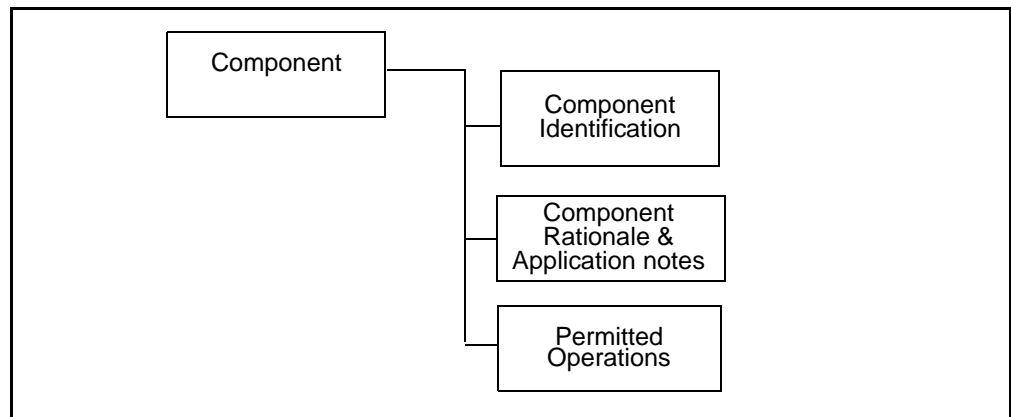 Component
Component
Identification
Component
Rationale &
Application notes
Permitted
Operations